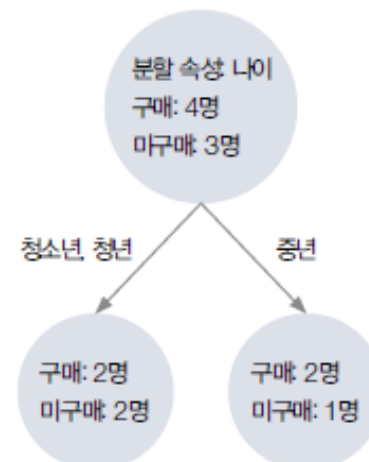 분할 속성: 나이
구매: 4명
미구매: 3명
청소년, 청년
중년
구매: 2명
미구매: 2명
구매: 2명
미구매: 1명